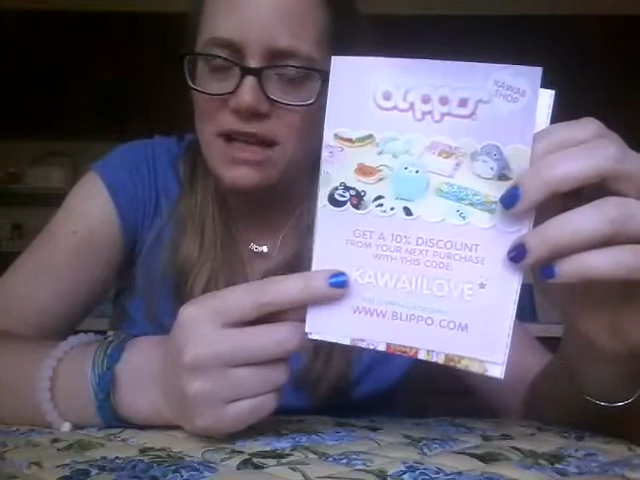 BLIPPO
KAWAII
SHOP
GET A 10% DISCOUNT
FROM YOUR NEXT PURCHASE
WITH THIS CODE:
KAWAIILOVE*
WWW.BLIPPO.COM